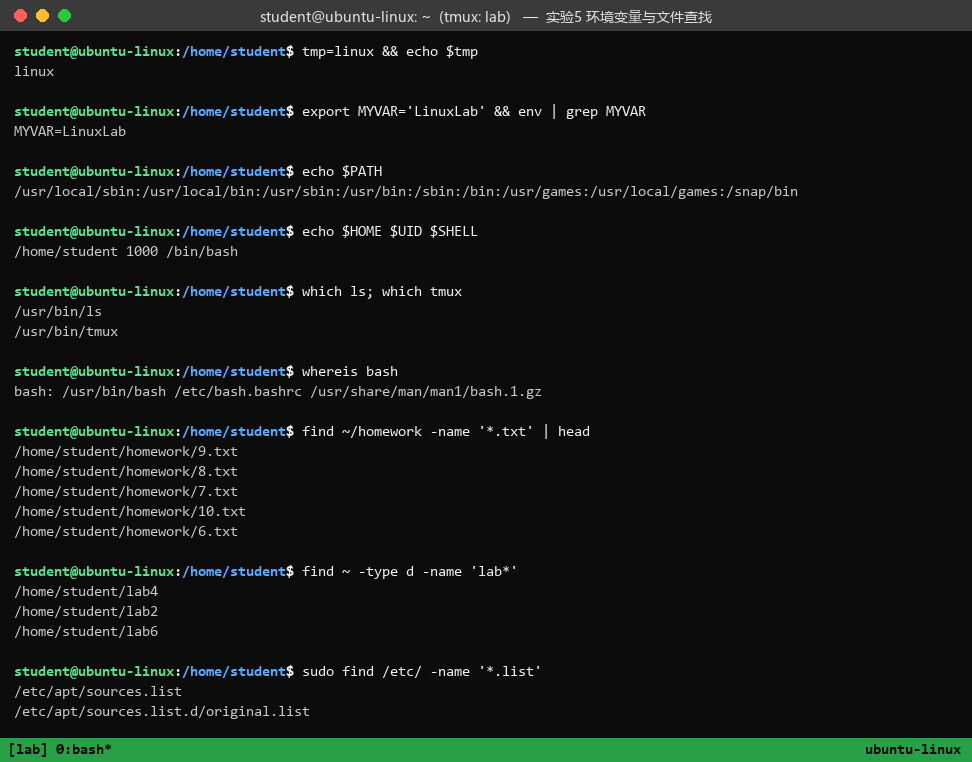 student@ubuntu-linux: ~ (tmux: lab) — 实验5 环境变量与文件查找
student@ubuntu-linux:/home/student$ tmp=linux && echo $tmp
linux
student@ubuntu-linux:/home/student$ export MYVAR='LinuxLab' && env | grep MYVAR
MYVAR=LinuxLab
student@ubuntu-linux:/home/student$ echo $PATH
/usr/local/sbin:/usr/local/bin:/usr/sbin:/usr/bin:/sbin:/bin:/usr/games:/usr/local/games:/snap/bin
student@ubuntu-linux:/home/student$ echo $HOME $UID $SHELL
/home/student 1000 /bin/bash
student@ubuntu-linux:/home/student$ which ls; which tmux
/usr/bin/ls
/usr/bin/tmux
student@ubuntu-linux:/home/student$ whereis bash
bash: /usr/bin/bash /etc/bash.bashrc /usr/share/man/man1/bash.1.gz
student@ubuntu-linux:/home/student$ find ~/homework -name '*.txt' | head
/home/student/homework/9.txt
/home/student/homework/8.txt
/home/student/homework/7.txt
/home/student/homework/10.txt
/home/student/homework/6.txt
student@ubuntu-linux:/home/student$ find ~ -type d -name 'lab*'
/home/student/lab4
/home/student/lab2
/home/student/lab6
student@ubuntu-linux:/home/student$ sudo find /etc/ -name '*.list'
/etc/apt/sources.list
/etc/apt/sources.list.d/original.list
[lab] 0:bash* ubuntu-linux